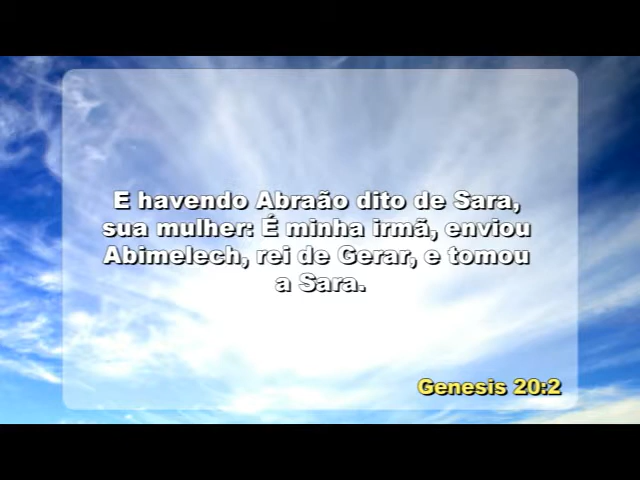 E havendo Abraão dito de Sara,
sua mulher: É minha irmã, enviou
Abimelech, rei de Gerar, e tomou
a Sara.
Genesis 20:2